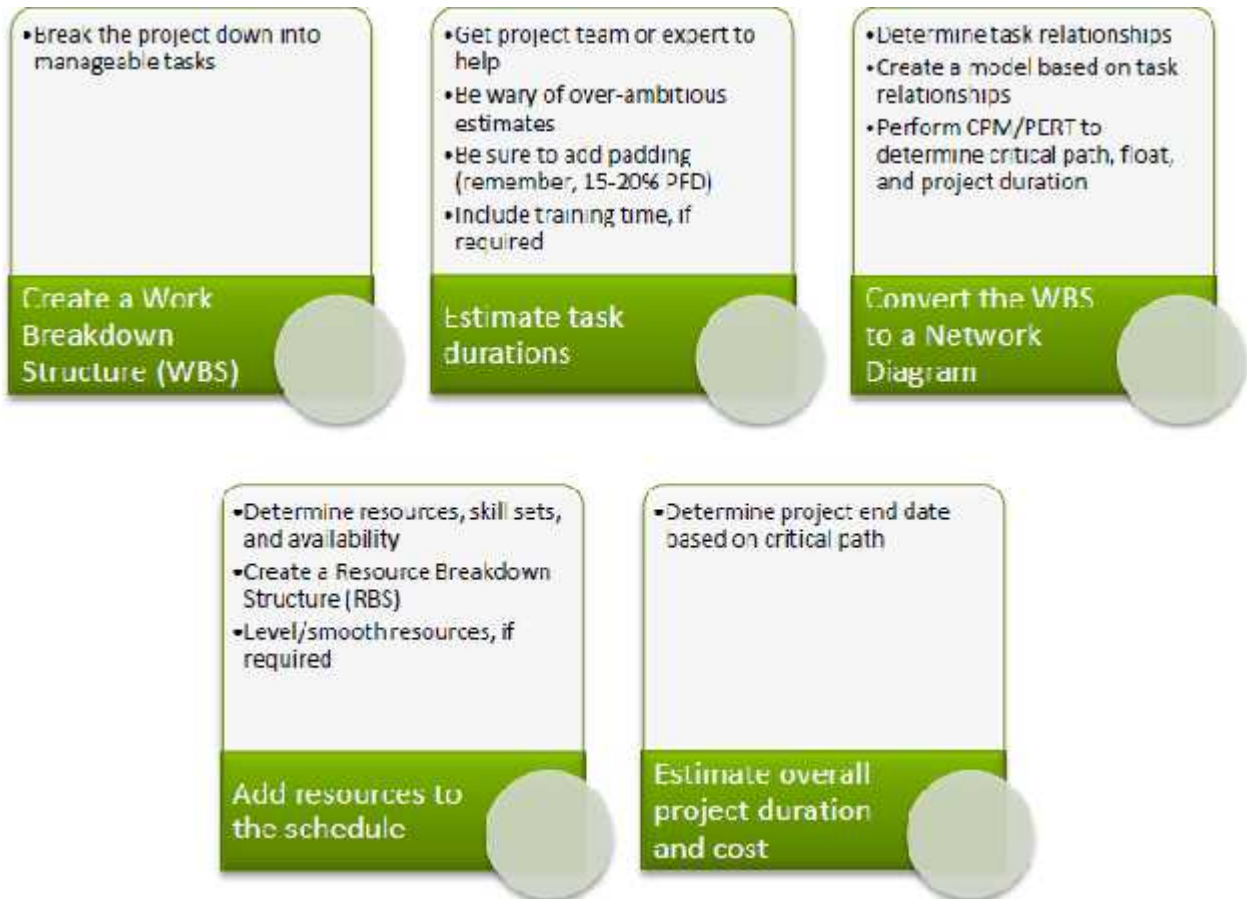 •Break the project down into
manageable tasks
Create a Work
Breakdown
Structure (WBS)
•Get project team or expert to
help
•Be wary of over-ambitious
estimates
•Be sure to add padding
(remember, 15-20% PFD)
•Include training time, if
required
Estimate task
durations
•Determine task relationships
•Create a model based on task
relationships
•Perform CPM/PERT to
determine critical path, float,
and project duration
Convert the WBS
to a Network
Diagram
•Determine resources, skill sets,
and availability
•Create a Resource Breakdown
Structure (RBS)
•Level/smooth resources, if
required
Add resources to
the schedule
•Determine project end date
based on critical path
Estimate overall
project duration
and cost